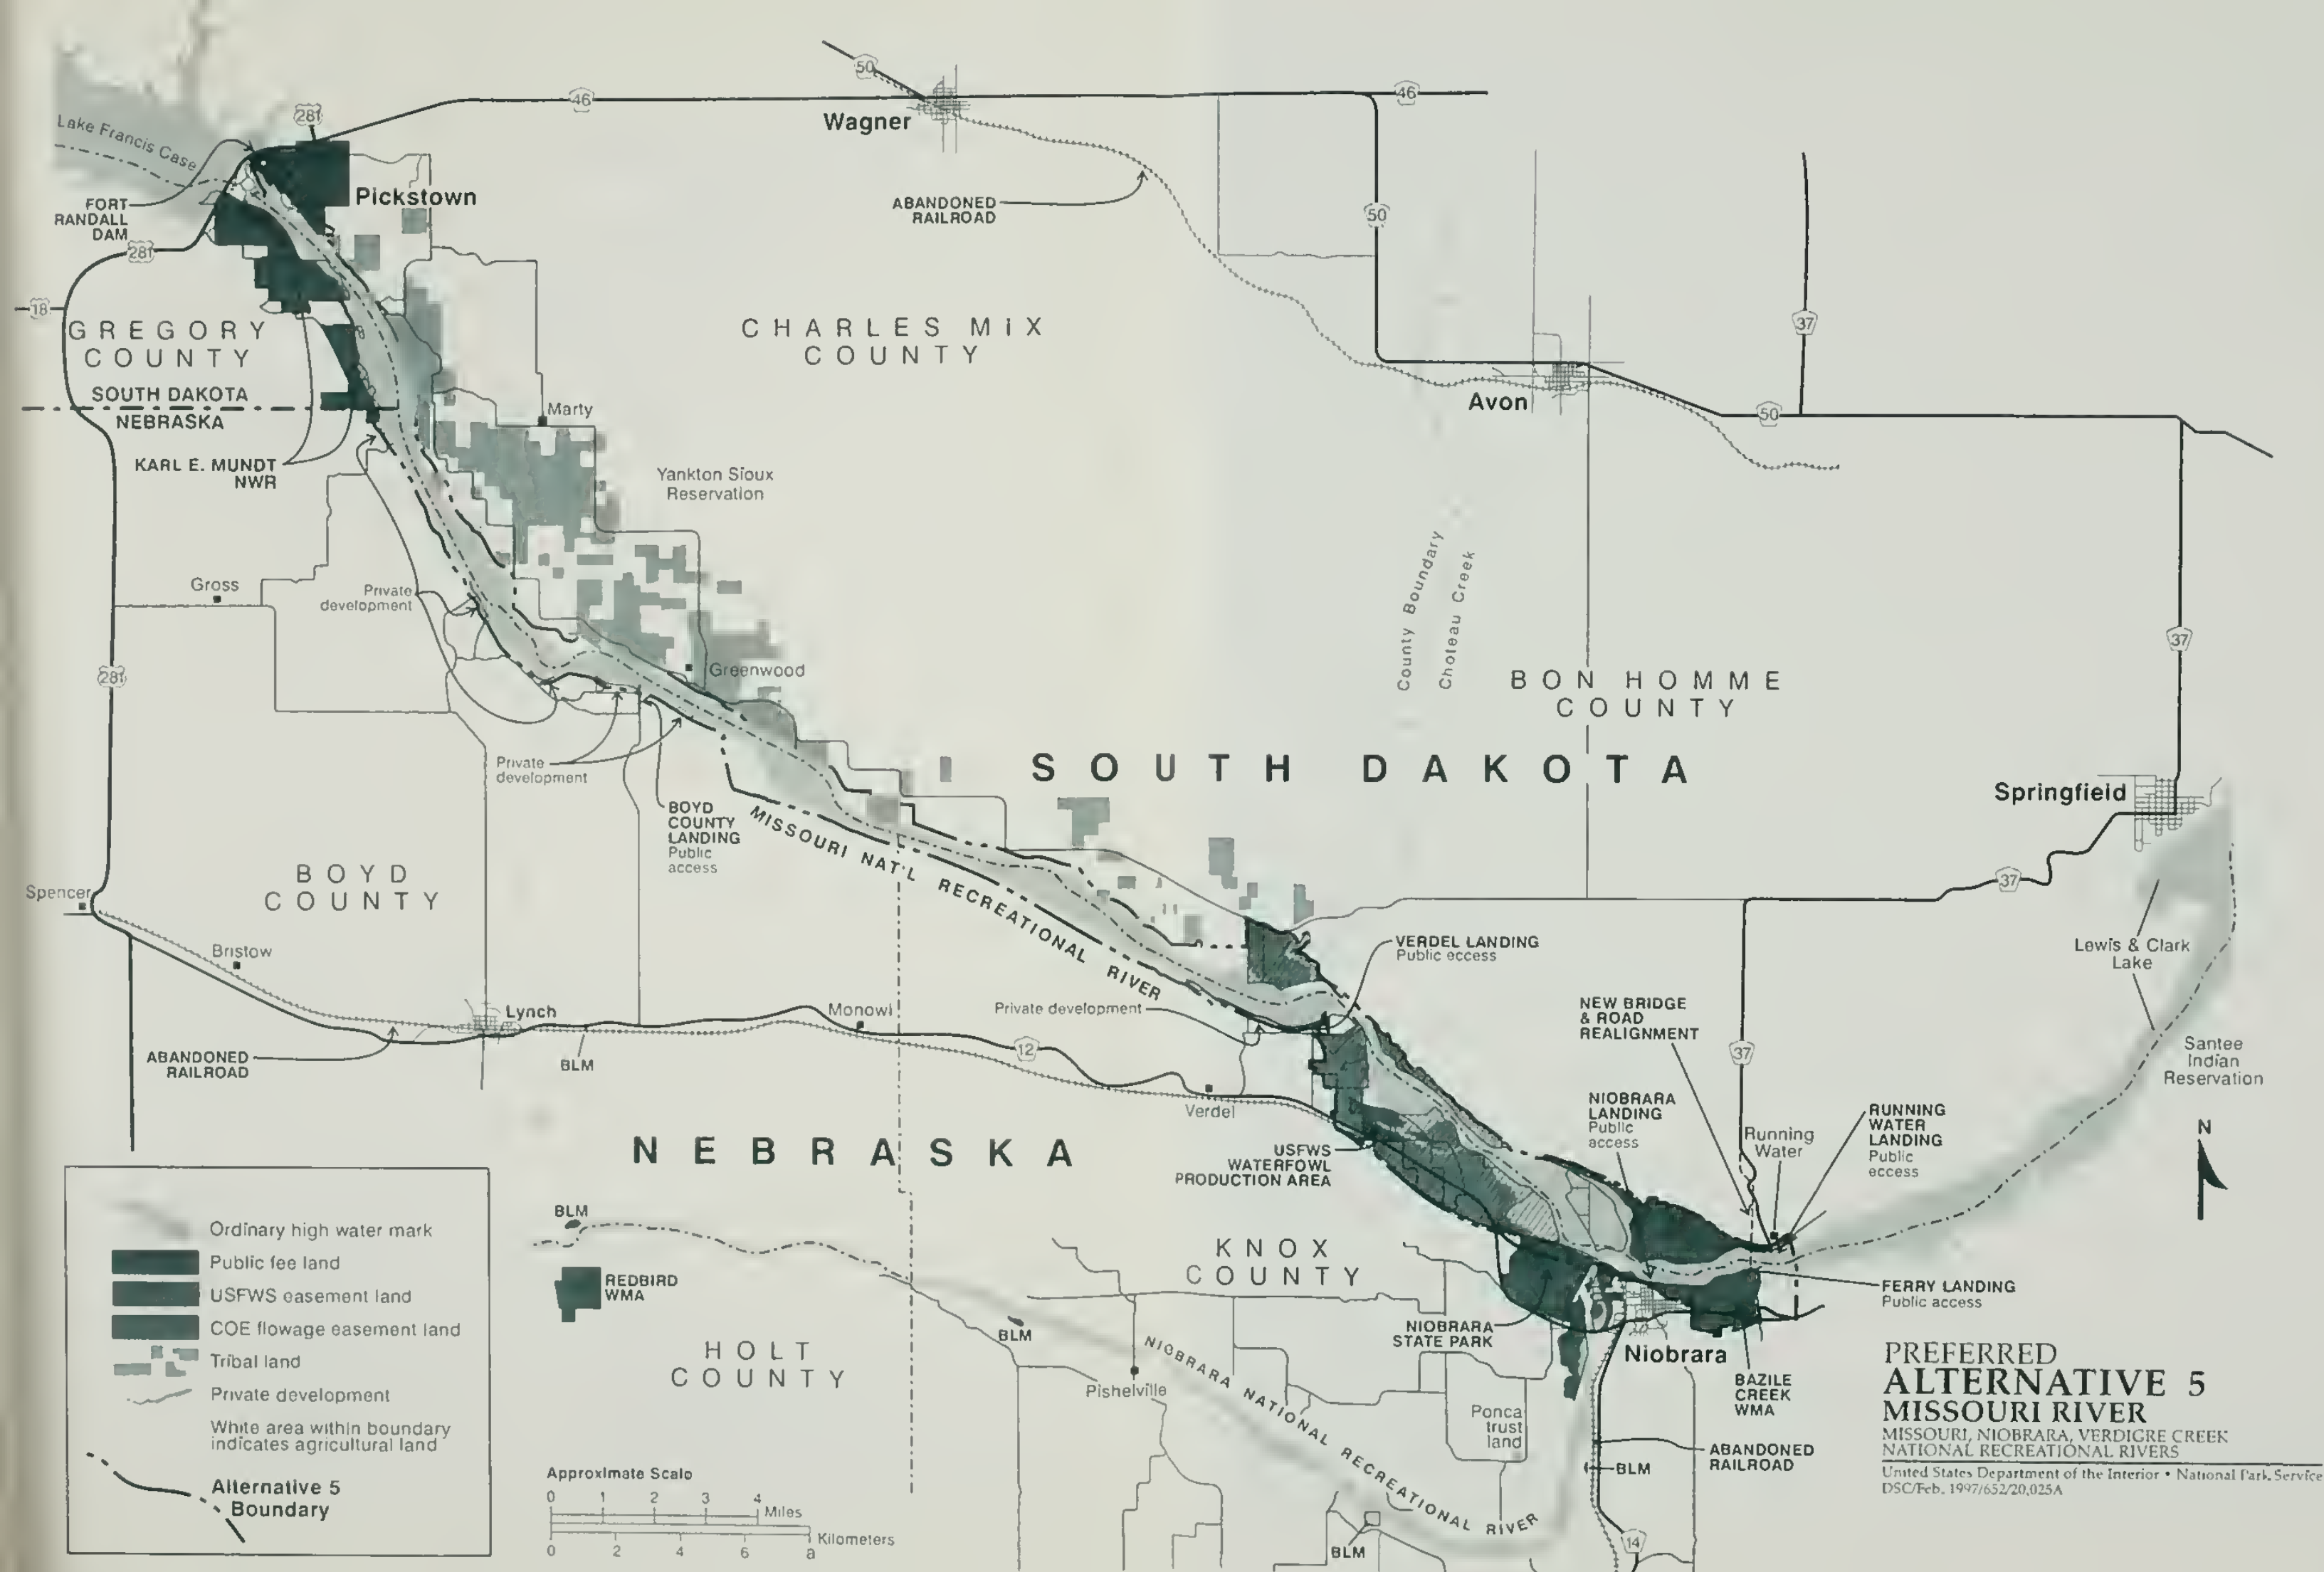 50
46
46
281
Wagner
Lake Francis Case
FORT
RANDALL
DAM
Pickstown
ABANDONED
RAILROAD
50
281
18
GREGORY
COUNTY
CHARLES MIX
COUNTY
37
SOUTH DAKOTA
NEBRASKA
Marty
Avon
50
KARL E. MUNDT
NWR
Yankton Sioux
Reservation
Gross
Private
development
County Boundary
Choteau Creek
37
281
Greenwood
BON HOMME
COUNTY
Private
development
SOUTH DAKOTA
Springfield
BOYD
COUNTY
LANDING
Public
access
MISSOURI NAT'L RECREATIONAL RIVER
BOYD
COUNTY
Spencer
37
Bristow
VERDEL LANDING
Public access
Lewis & Clark
Lake
Lynch
Monowi
Private development
NEW BRIDGE
& ROAD
REALIGNMENT
ABANDONED
RAILROAD
BLM
12
37
Santee
Indian
Reservation
Verdel
NIOBRARA
LANDING
Public
access
RUNNING
WATER
LANDING
Public
access
Running
Water
N
NEBRASKA
USFWS
WATERFOWL
PRODUCTION AREA
BLM
REDBIRD
WMA
KNOX
COUNTY
FERRY LANDING
Public access
BLM
NIOBRARA
STATE PARK
HOLT
COUNTY
NIOBRARA NATIONAL RECREATIONAL RIVER
Niobrara
Pishelville
BAZILE
CREEK
WMA
Ponca
trust
land
ABANDONED
RAILROAD
BLM
BLM
14
Ordinary high water mark
Public fee land
USFWS easement land
COE flowage easement land
Tribal land
Private development
White area within boundary
indicates agricultural land
Alternative 5
Boundary
Approximate Scale
0 1 2 3 4
Miles
Kilometers
0 2 4 6 8
PREFERRED
ALTERNATIVE 5
MISSOURI RIVER
MISSOURI, NIOBRARA, VERDIGRE CREEK
NATIONAL RECREATIONAL RIVERS
United States Department of the Interior • National Park Service
DSC/Feb. 1997/652/20,025A